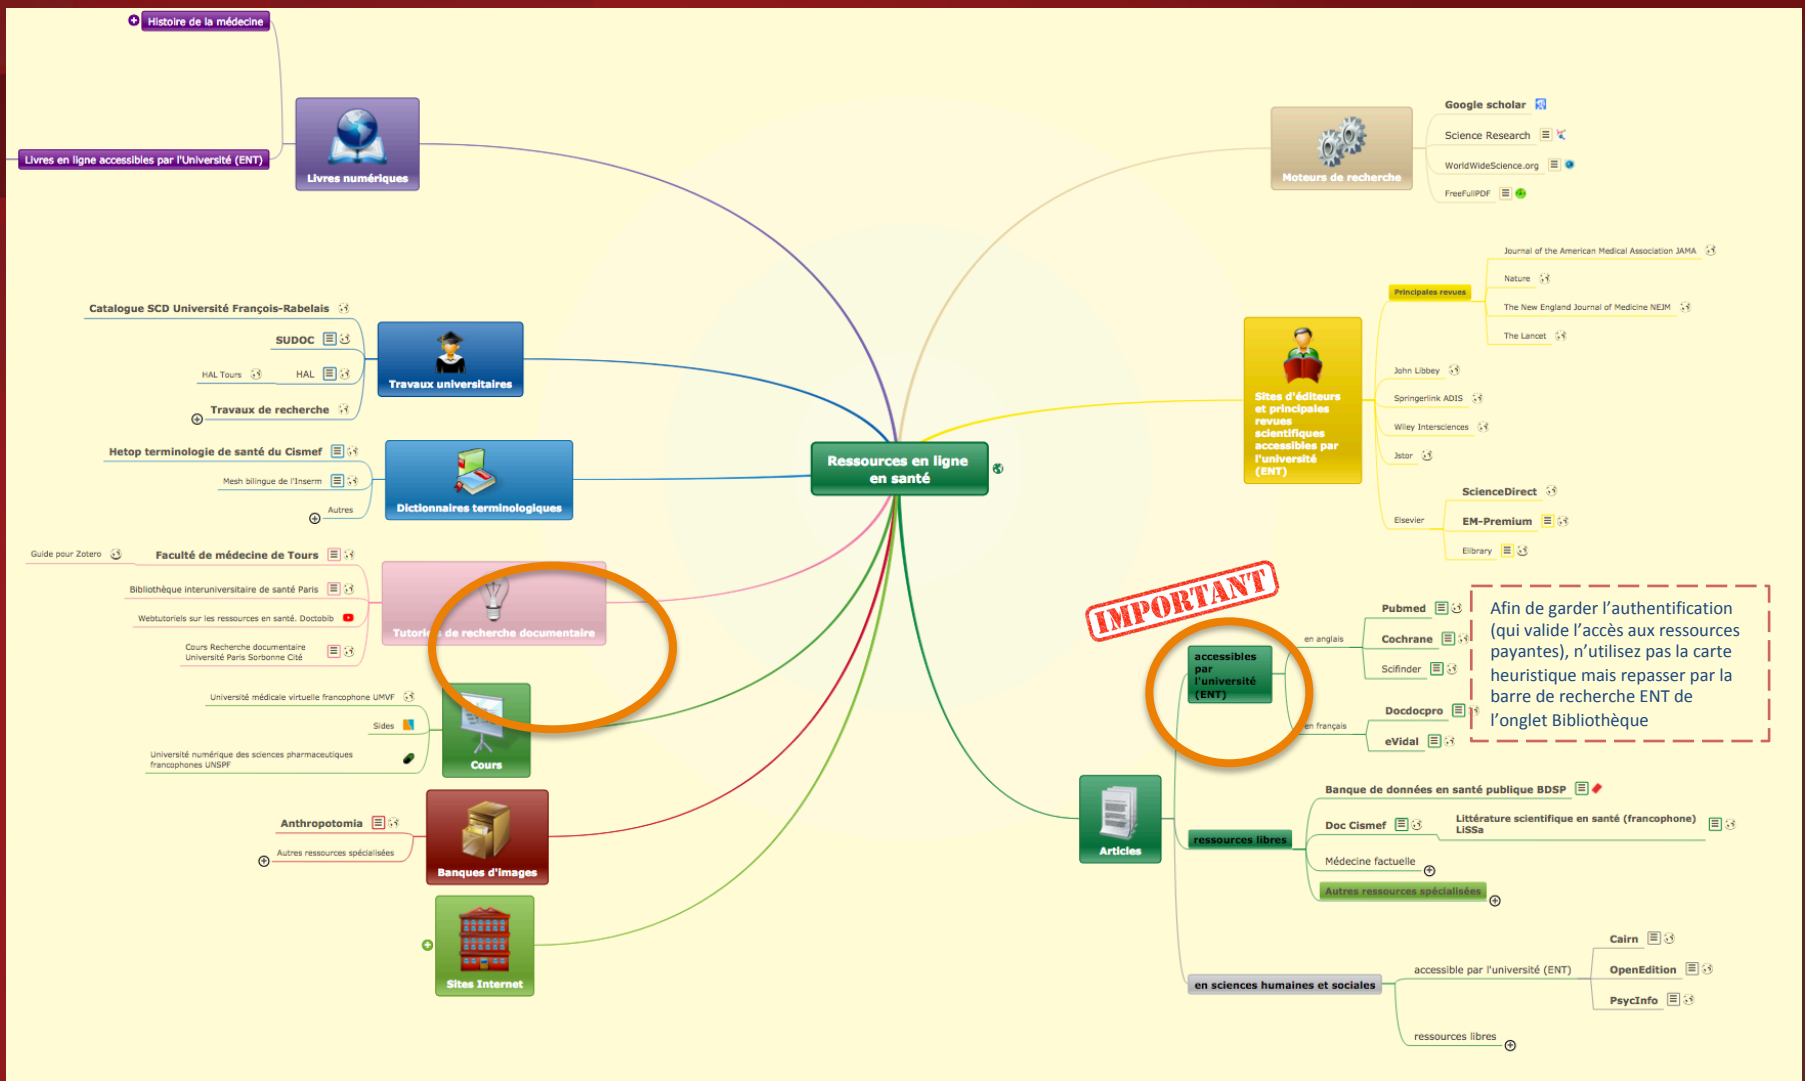 Histoire de la médecine
Livres en ligne accessibles par l'Université (ENT)
Livres numériques
Catalogue SCD Université François-Rabelais
SUDOC
HAL Tours
HAL
Travaux de recherche
Travaux universitaires
Hetop terminologie de santé du Cismef
Mesh bilingue de l'Inserm
Autres
Dictionnaires terminologiques
Guide pour Zotero
Faculté de médecine de Tours
Bibliothèque interuniversitaire de santé Paris
Webtutoriels sur les ressources en santé. Doctobib
Cours Recherche documentaire
Université Paris Sorbonne Cité
Tutoriels de recherche documentaire
Université médicale virtuelle francophone UMVF
Sides
Université numérique des sciences pharmaceutiques
francophones UNSPF
Cours
Anthropotomia
Autres ressources spécialisées
Banques d'images
Sites Internet
Ressources en ligne
en santé
Moteurs de recherche
Google scholar
Science Research
WorldWideScience.org
FreeFullPDF
Sites d'éditeurs
et principales
revues
scientifiques
accessibles par
l'université
(ENT)
Principales revues
Journal of the American Medical Association JAMA
Nature
The New England Journal of Medicine NEJM
The Lancet
John Libbey
Springerlink ADIS
Wiley Intersciences
Jstor
Elsevier
ScienceDirect
EM-Premium
Elibrary
IMPORTANT
Articles
accessibles
par
l'université
(ENT)
en anglais
Pubmed
Cochrane
Scifinder
en français
Docdocpro
eVidal
Afin de garder l’authentification
(qui valide l’accès aux ressources
payantes), n’utilisez pas la carte
heuristique mais repasser par la
barre de recherche ENT de
l’onglet Bibliothèque
ressources libres
Banque de données en santé publique BDSP
Doc Cismef
Littérature scientifique en santé (francophone)
LiSSa
Médecine factuelle
Autres ressources spécialisées
en sciences humaines et sociales
accessible par l'université (ENT)
Cairn
OpenEdition
PsycInfo
ressources libres